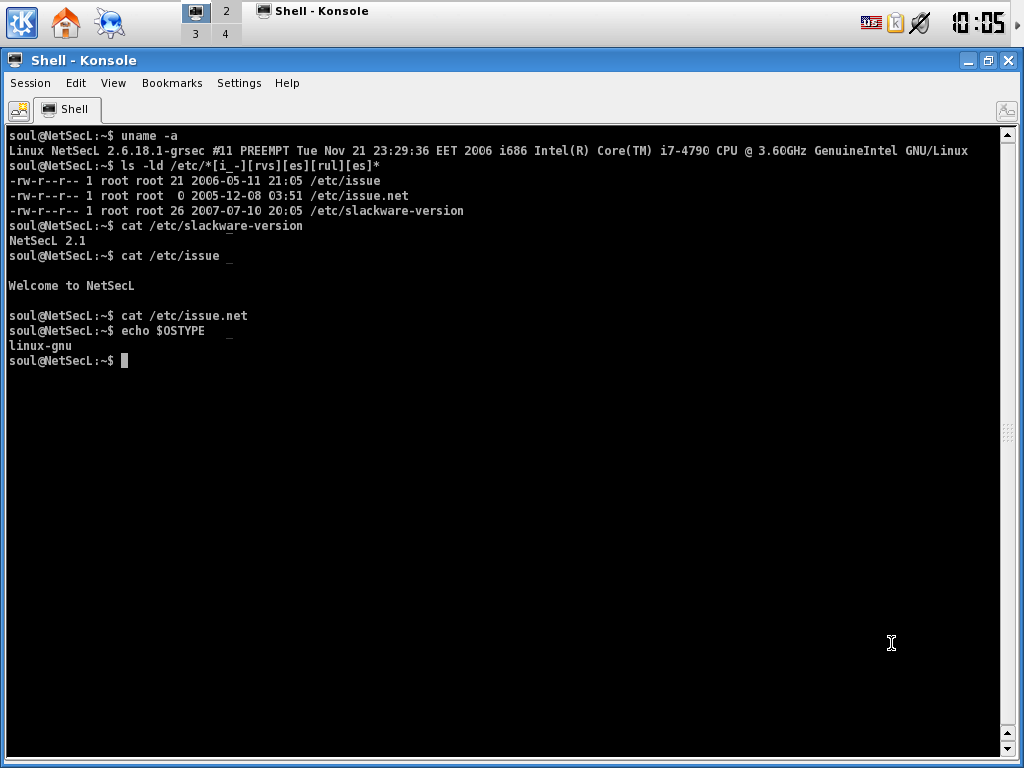 2
3 4
Shell - Konsole
10:05
Shell - Konsole
Session Edit View Bookmarks Settings Help
Shell
soul@NetSecL:~$ uname -a
Linux NetSecL 2.6.18.1-grsec #11 PREEMPT Tue Nov 21 23:29:36 EET 2006 i686 Intel(R) Core(TM) i7-4790 CPU @ 3.60GHz GenuineIntel GNU/Linux
soul@NetSecL:~$ ls -ld /etc/*[i_-][rvs][es][rul][es]*
-rw-r--r-- 1 root root 21 2006-05-11 21:05 /etc/issue
-rw-r--r-- 1 root root  0 2005-12-08 03:51 /etc/issue.net
-rw-r--r-- 1 root root 26 2007-07-10 20:05 /etc/slackware-version
soul@NetSecL:~$ cat /etc/slackware-version
NetSecL 2.1
soul@NetSecL:~$ cat /etc/issue
Welcome to NetSecL
soul@NetSecL:~$ cat /etc/issue.net
soul@NetSecL:~$ echo $OSTYPE
linux-gnu
soul@NetSecL:~$